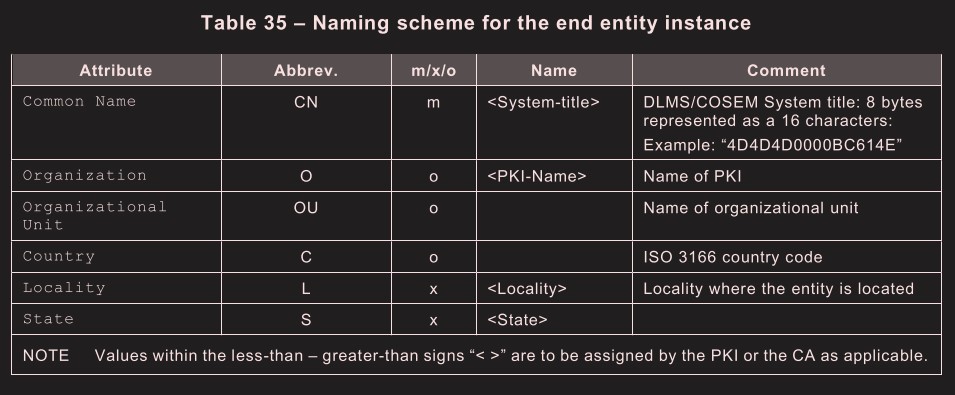 Table 35 – Naming scheme for the end entity instance
Attribute Abbrev. m/x/o Name Comment
Common Name CN m <System-title> DLMS/COSEM System title: 8 bytes
represented as a 16 characters:
Example: “4D4D4D0000BC614E”
Organization O o <PKI-Name> Name of PKI
Organizational OU o Name of organizational unit
Unit
Country C o ISO 3166 country code
Locality L x <Locality> Locality where the entity is located
State S x <State>
NOTE Values within the less-than – greater-than signs “< >” are to be assigned by the PKI or the CA as applicable.